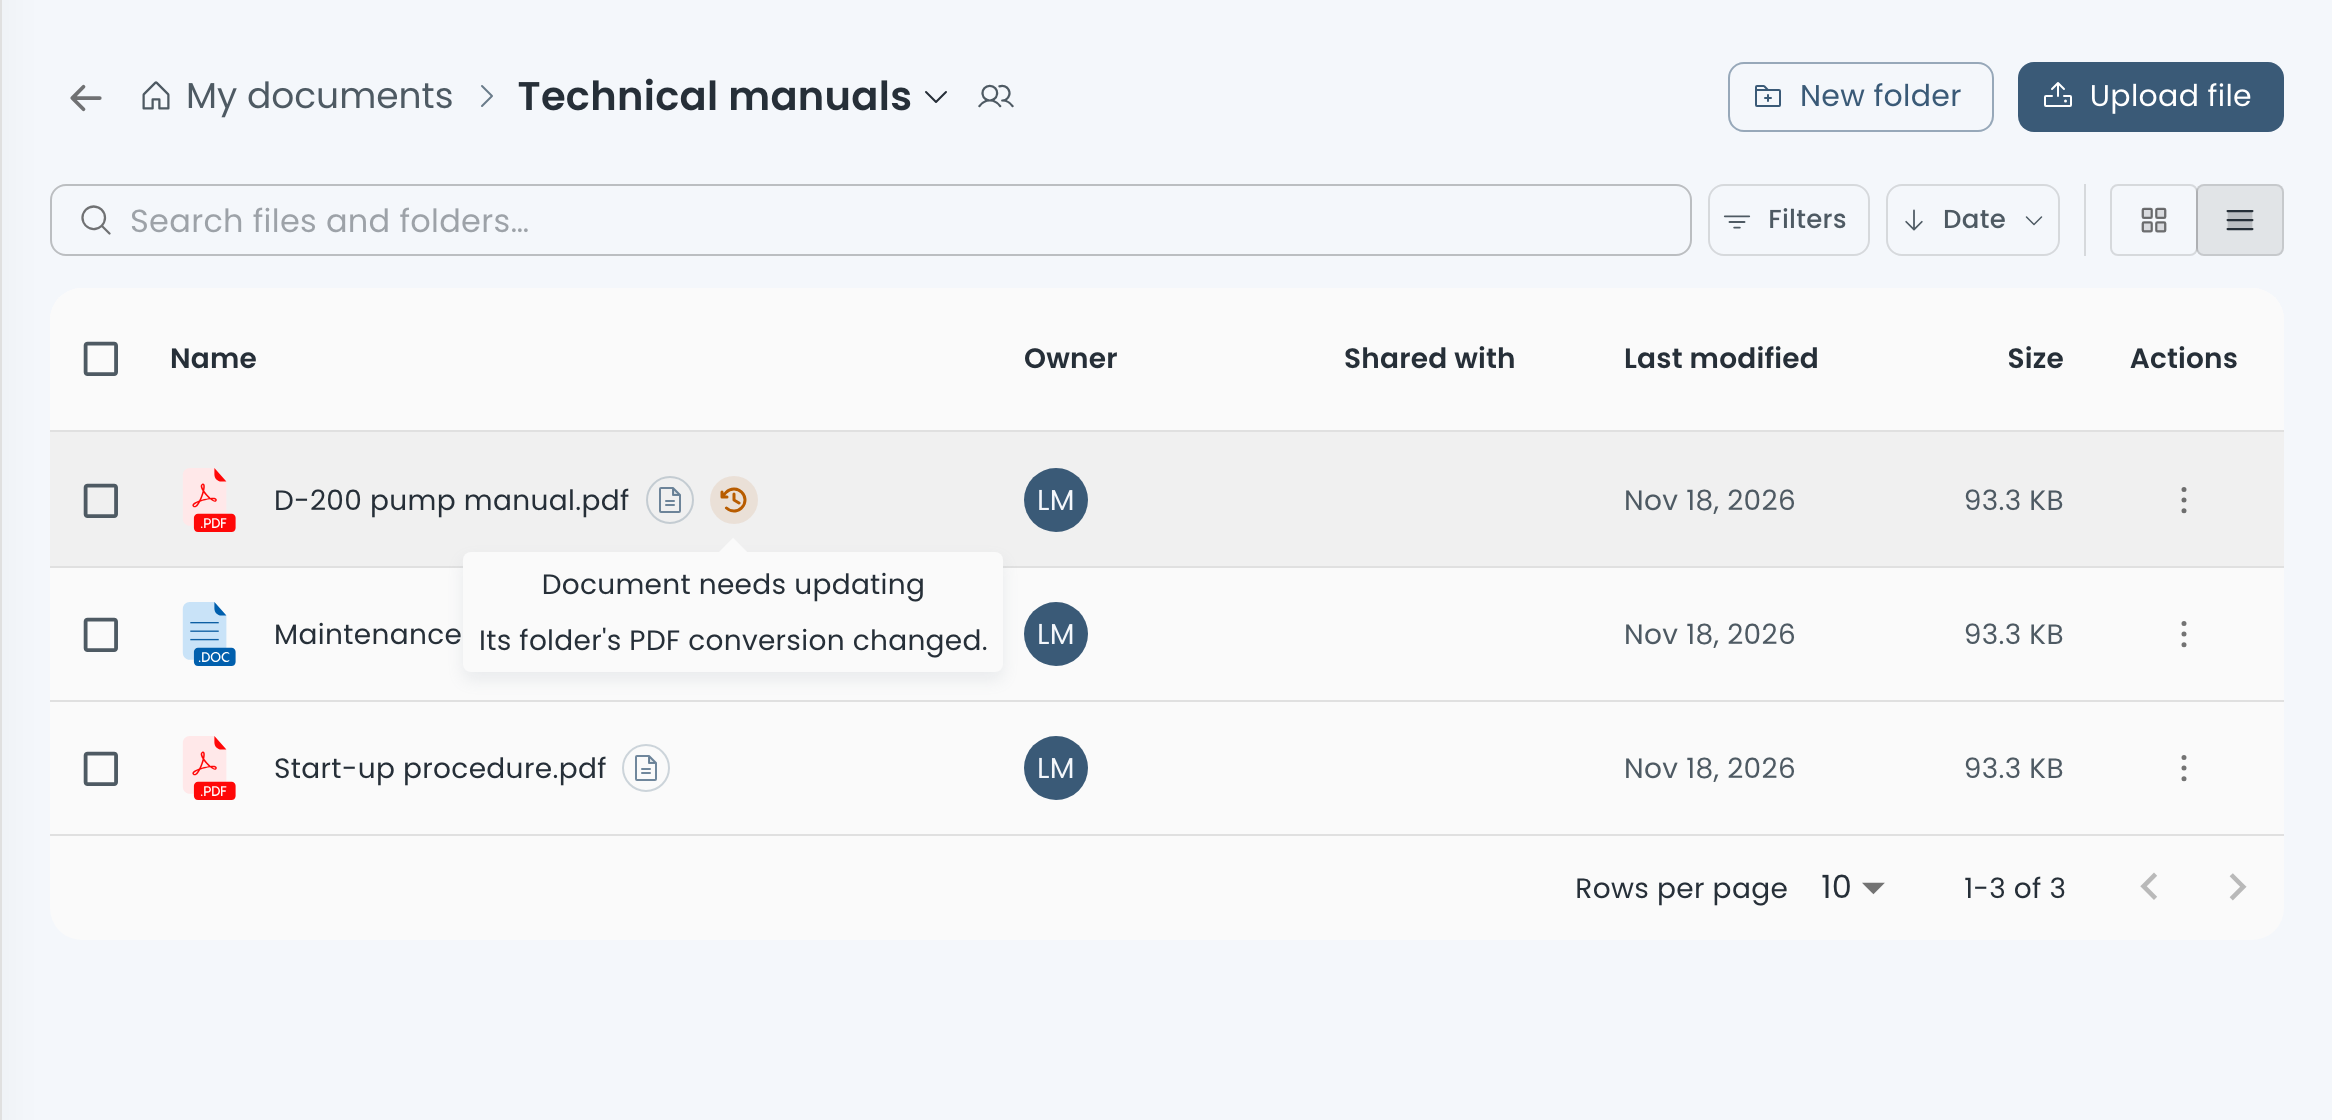 My documents > Technical manuals
New folder
Upload file
Search files and folders...
Filters
Date
Name
Owner
Shared with
Last modified
Size
Actions
.PDF
D-200 pump manual.pdf
LM
Nov 18, 2026
93.3 KB
Document needs updating
Its folder's PDF conversion changed.
.DOC
Maintenance
LM
Nov 18, 2026
93.3 KB
.PDF
Start-up procedure.pdf
LM
Nov 18, 2026
93.3 KB
Rows per page
10
1-3 of 3